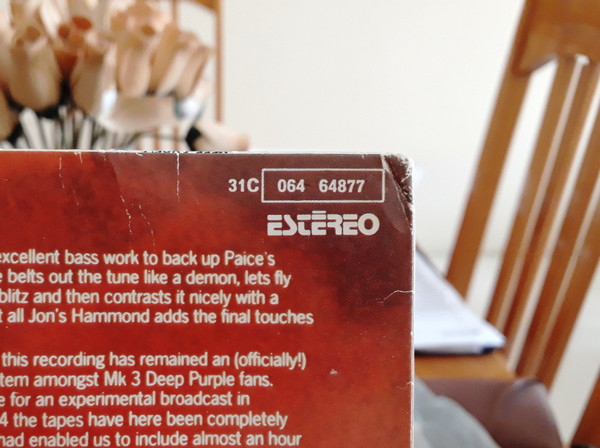 31C 064 64877
ESTÉREO
excellent bass work to back up Paice's
belts out the tune like a demon, lets fly
blitz and then contrasts it nicely with a
all Jon's Hammond adds the final touches
this recording has remained an (officially!)
tem amongst Mk 3 Deep Purple fans.
e for an experimental broadcast in
4 the tapes have here been completely
had enabled us to include almost an hour